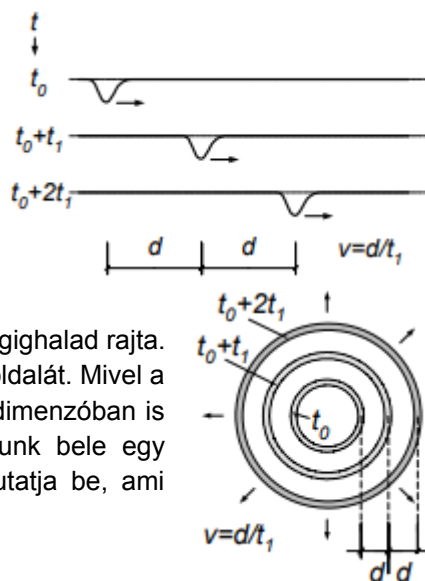 t
t₀
t₀+t₁
t₀+2t₁
d
d
v=d/t₁
gighalad rajta.
oldalát. Mivel a
dimenzóban is
unk bele egy
utatja be, ami
t₀+2t₁
t₀+t₁
t₀
v=d/t₁
d
d